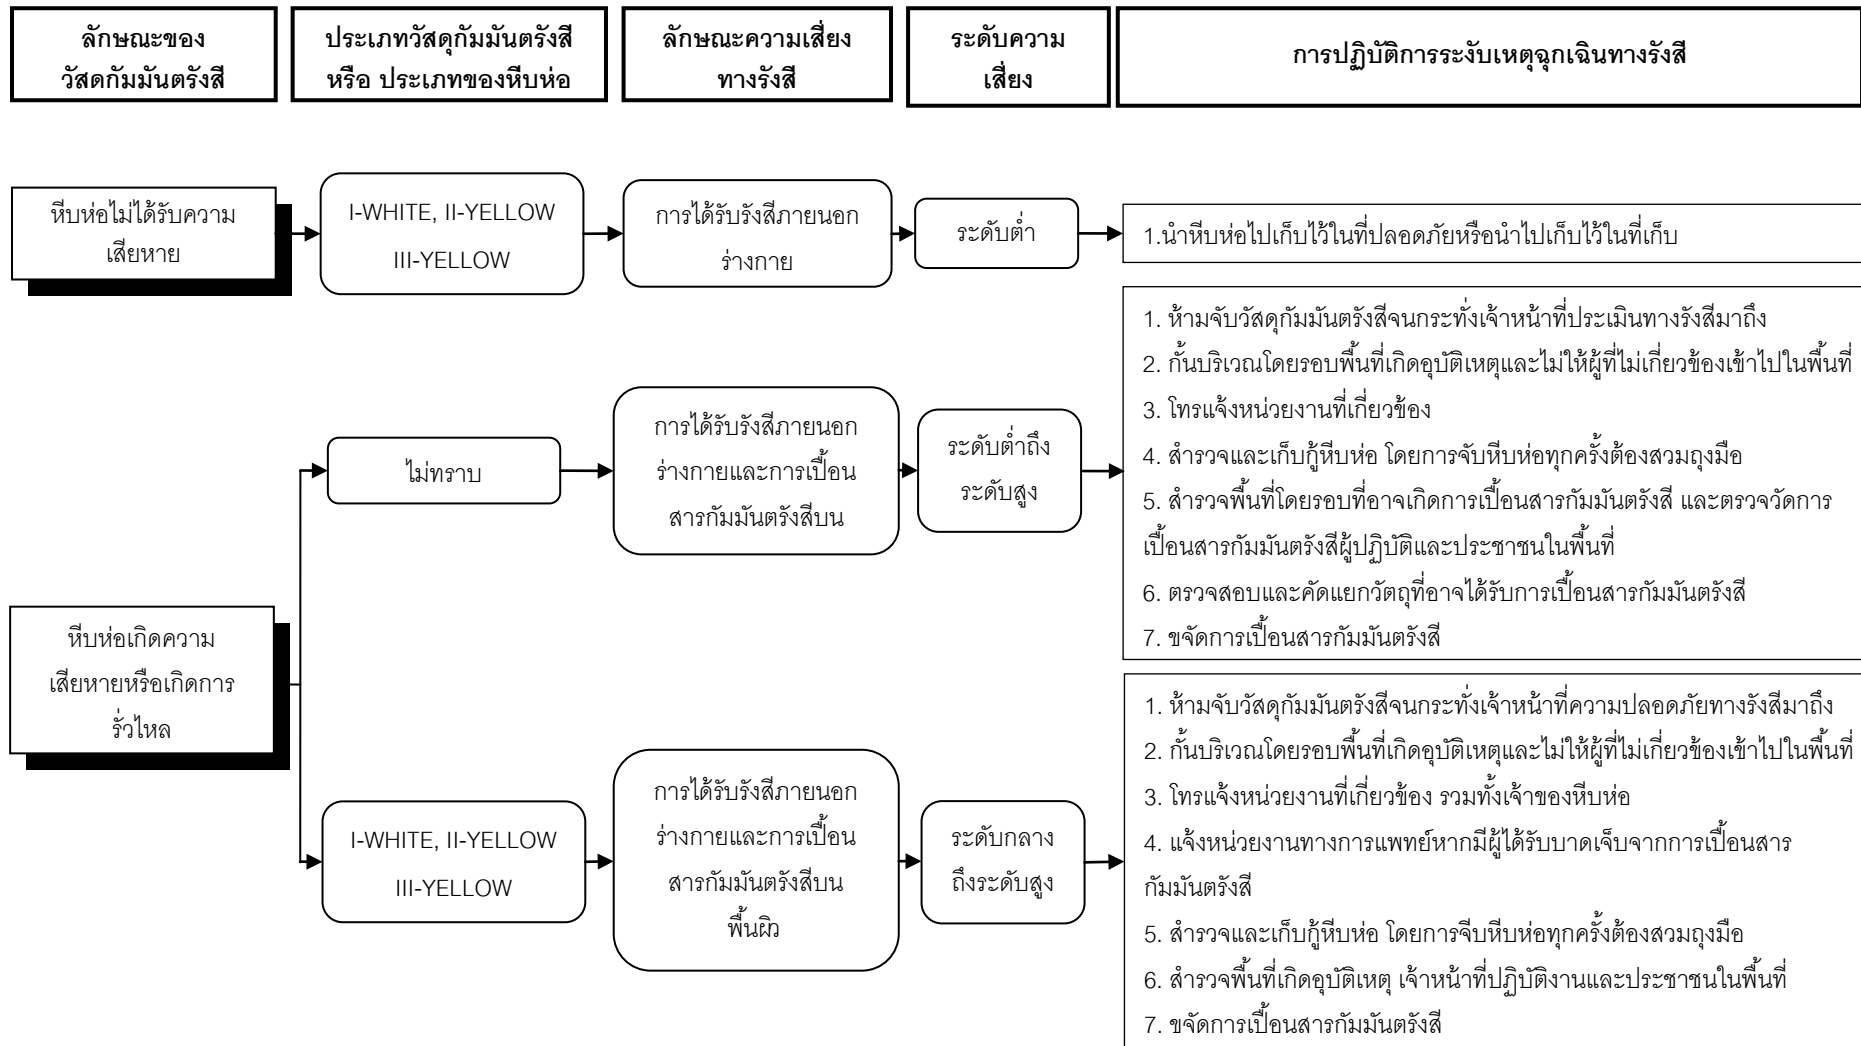 ลักษณะของ
วัสดกัมมันตรังสี
ประเภทวัสดุกัมมันตรังสี
หรือ ประเภทของหีบห่อ
ลักษณะความเสี่ยง
ทางรังสี
ระดับความ
เสี่ยง
การปฏิบัติการระงับเหตุฉุกเฉินทางรังสี
หีบห่อไม่ได้รับความ
เสียหาย
I-WHITE, II-YELLOW
III-YELLOW
การได้รับรังสีภายนอก
ร่างกาย
ระดับต่ำ
1.นำหีบห่อไปเก็บไว้ในที่ปลอดภัยหรือนำไปเก็บไว้ในที่เก็บ
หีบห่อเกิดความ
เสียหายหรือเกิดการ
รั่วไหล
ไม่ทราบ
การได้รับรังสีภายนอก
ร่างกายและการเปื้อน
สารกัมมันตรังสีบน
ระดับต่ำถึง
ระดับสูง
1. ห้ามจับวัสดุกัมมันตรังสีจนกระทั่งเจ้าหน้าที่ประเมินทางรังสีมาถึง
2. กั้นบริเวณโดยรอบพื้นที่เกิดอุบัติเหตุและไม่ให้ผู้ที่ไม่เกี่ยวข้องเข้าไปในพื้นที่
3. โทรแจ้งหน่วยงานที่เกี่ยวข้อง
4. สำรวจและเก็บกู้หีบห่อ โดยการจับหีบห่อทุกครั้งต้องสวมถุงมือ
5. สำรวจพื้นที่โดยรอบที่อาจเกิดการเปื้อนสารกัมมันตรังสี และตรวจวัดการ
เปื้อนสารกัมมันตรังสีผู้ปฏิบัติและประชาชนในพื้นที่
6. ตรวจสอบและคัดแยกวัตถุที่อาจได้รับการเปื้อนสารกัมมันตรังสี
7. ขจัดการเปื้อนสารกัมมันตรังสี
I-WHITE, II-YELLOW
III-YELLOW
การได้รับรังสีภายนอก
ร่างกายและการเปื้อน
สารกัมมันตรังสีบน
พื้นผิว
ระดับกลาง
ถึงระดับสูง
1. ห้ามจับวัสดุกัมมันตรังสีจนกระทั่งเจ้าหน้าที่ความปลอดภัยทางรังสีมาถึง
2. กั้นบริเวณโดยรอบพื้นที่เกิดอุบัติเหตุและไม่ให้ผู้ที่ไม่เกี่ยวข้องเข้าไปในพื้นที่
3. โทรแจ้งหน่วยงานที่เกี่ยวข้อง รวมทั้งเจ้าของหีบห่อ
4. แจ้งหน่วยงานทางการแพทย์หากมีผู้ได้รับบาดเจ็บจากการเปื้อนสาร
กัมมันตรังสี
5. สำรวจและเก็บกู้หีบห่อ โดยการจีบหีบห่อทุกครั้งต้องสวมถุงมือ
6. สำรวจพื้นที่เกิดอุบัติเหตุ เจ้าหน้าที่ปฏิบัติงานและประชาชนในพื้นที่
7. ขจัดการเปื้อนสารกัมมันตรังสี